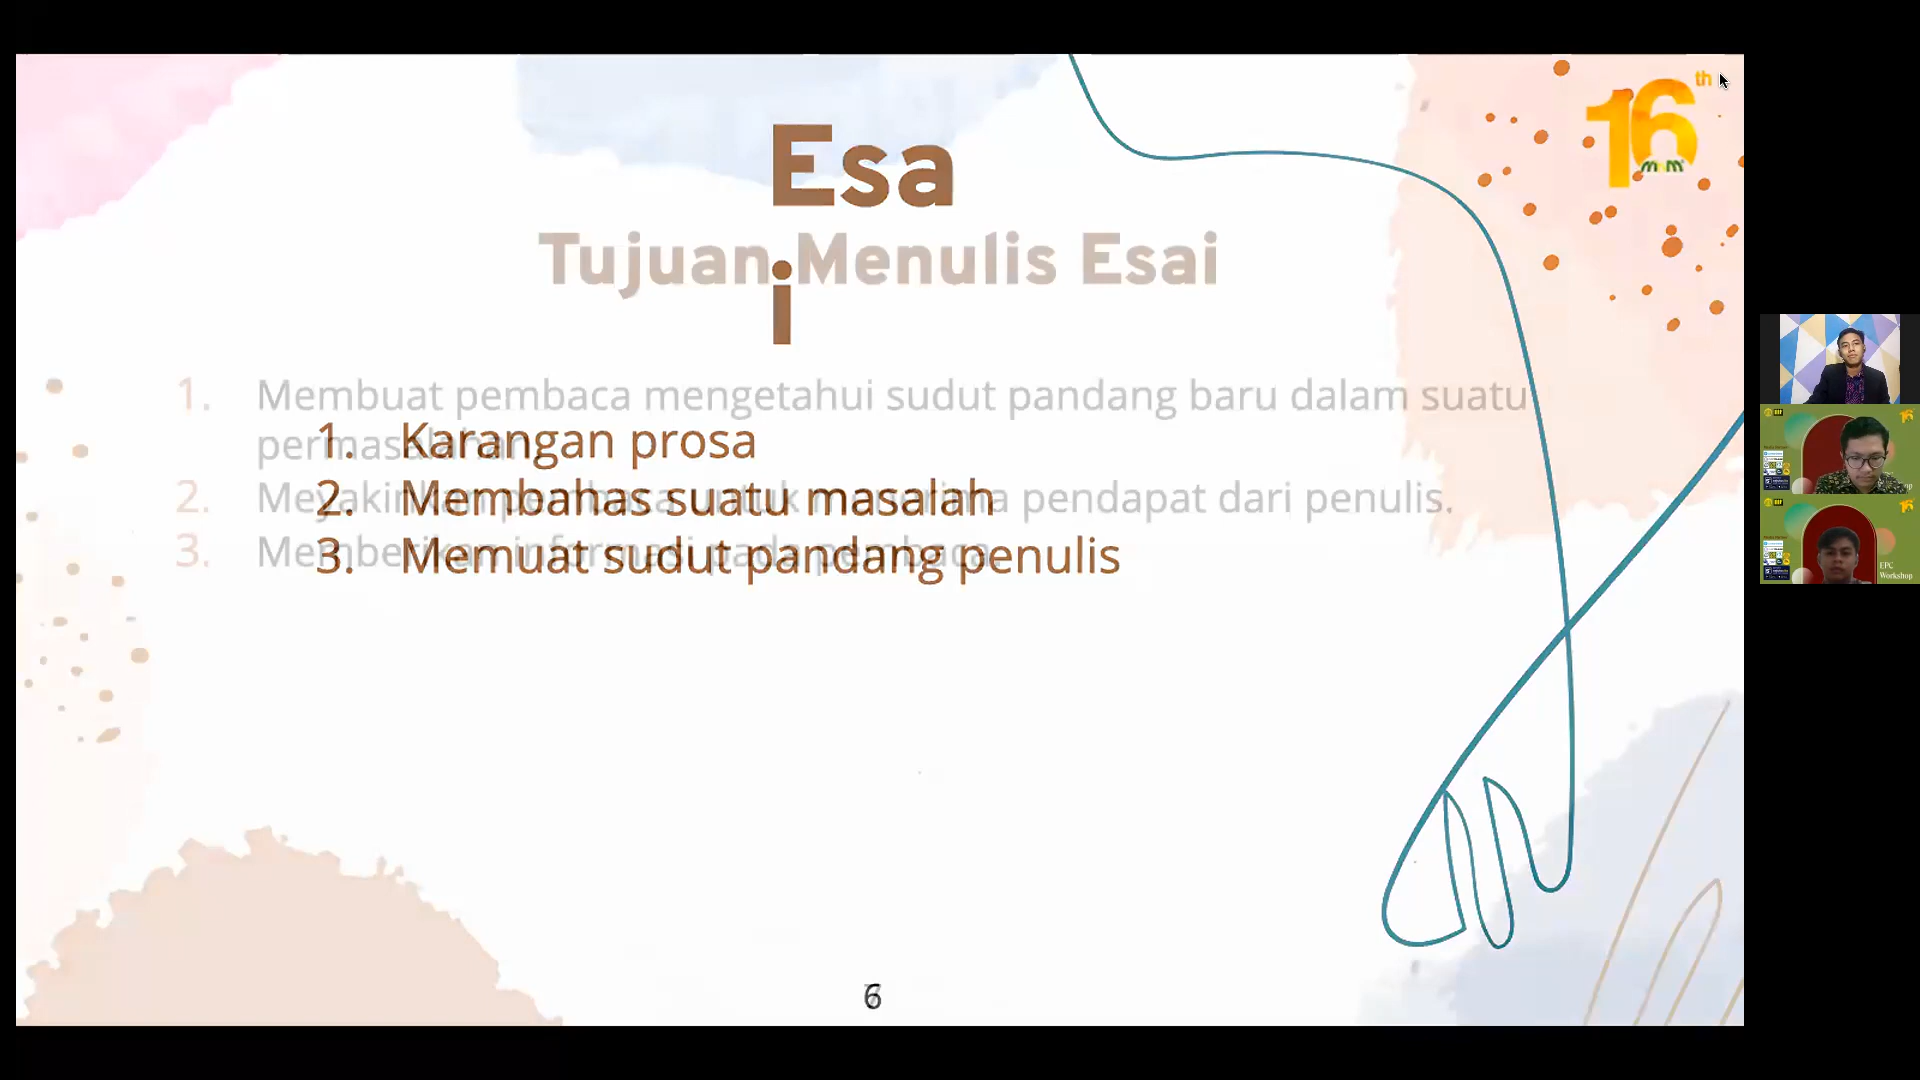 16th
Esa
i
Tujuan Menulis Esai
1. Membuat pembaca mengetahui sudut pandang baru dalam suatu
permasalahan
1. Karangan prosa
2. Meyakinkan pembaca untuk menerima pendapat dari penulis.
2. Membahas suatu masalah
3. Memberikan informasi pada pembaca
3. Memuat sudut pandang penulis
6
EPC
Workshop